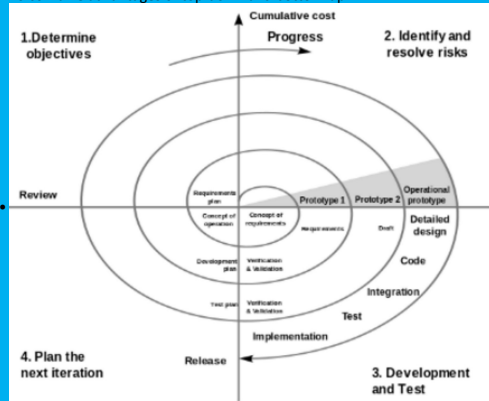 Cumulative cost
1.Determine
objectives
Progress
2. Identify and
resolve risks
Review
Requirements
plan
Concept of
operation
Concept of
requirements
Prototype 1
Prototype 2
Operational
prototype
Requirements
Draft
Detailed
design
Development
plan
Verification
& Validation
Code
Integration
Test plan
Verification
& Validation
Test
Implementation
Release
4. Plan the
next iteration
3. Development
and Test